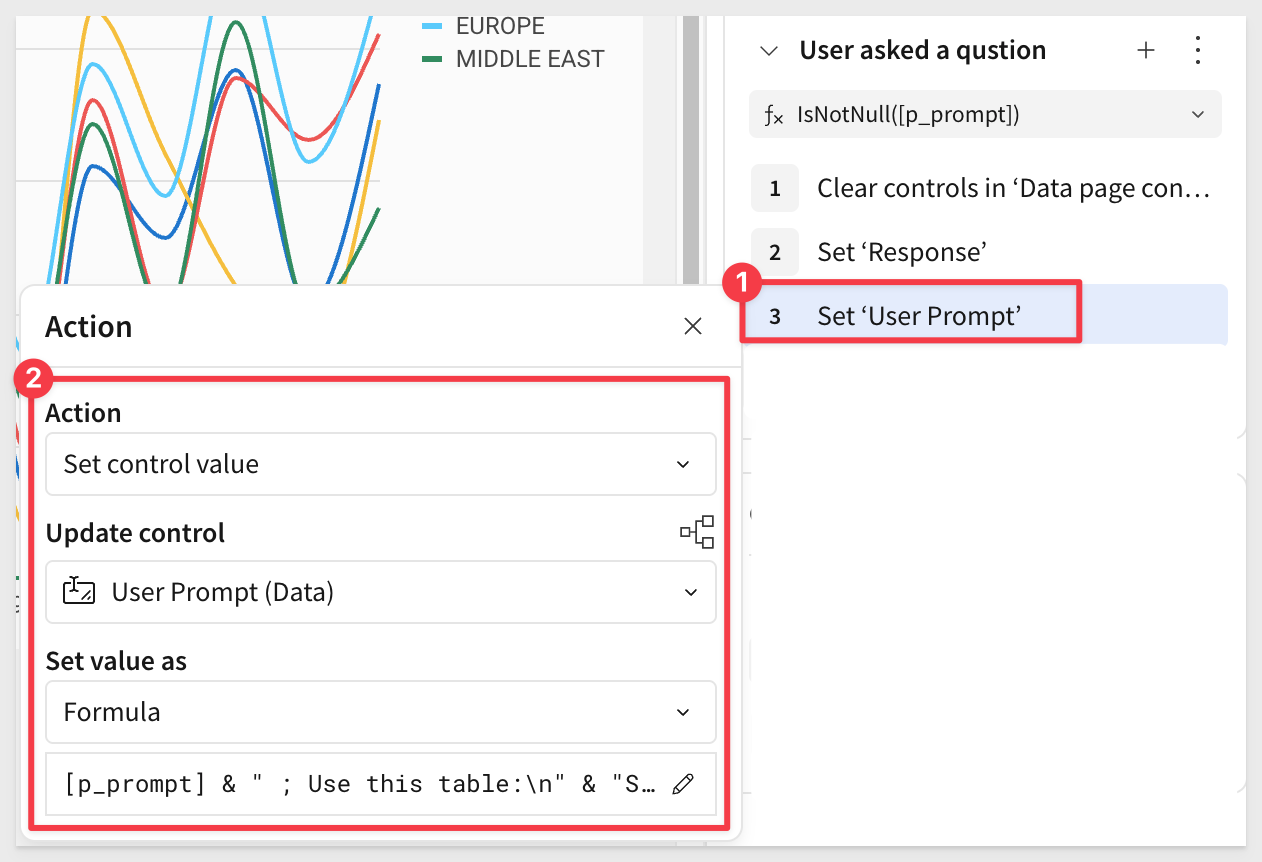 EUROPE
MIDDLE EAST
User asked a qustion
fx IsNotNull([p_prompt])
1 Clear controls in ‘Data page con…
2 Set ‘Response’
1
3 Set ‘User Prompt’
Action
2
Action
Set control value
Update control
User Prompt (Data)
Set value as
Formula
[p_prompt] & " ; Use this table:\n" & "S…